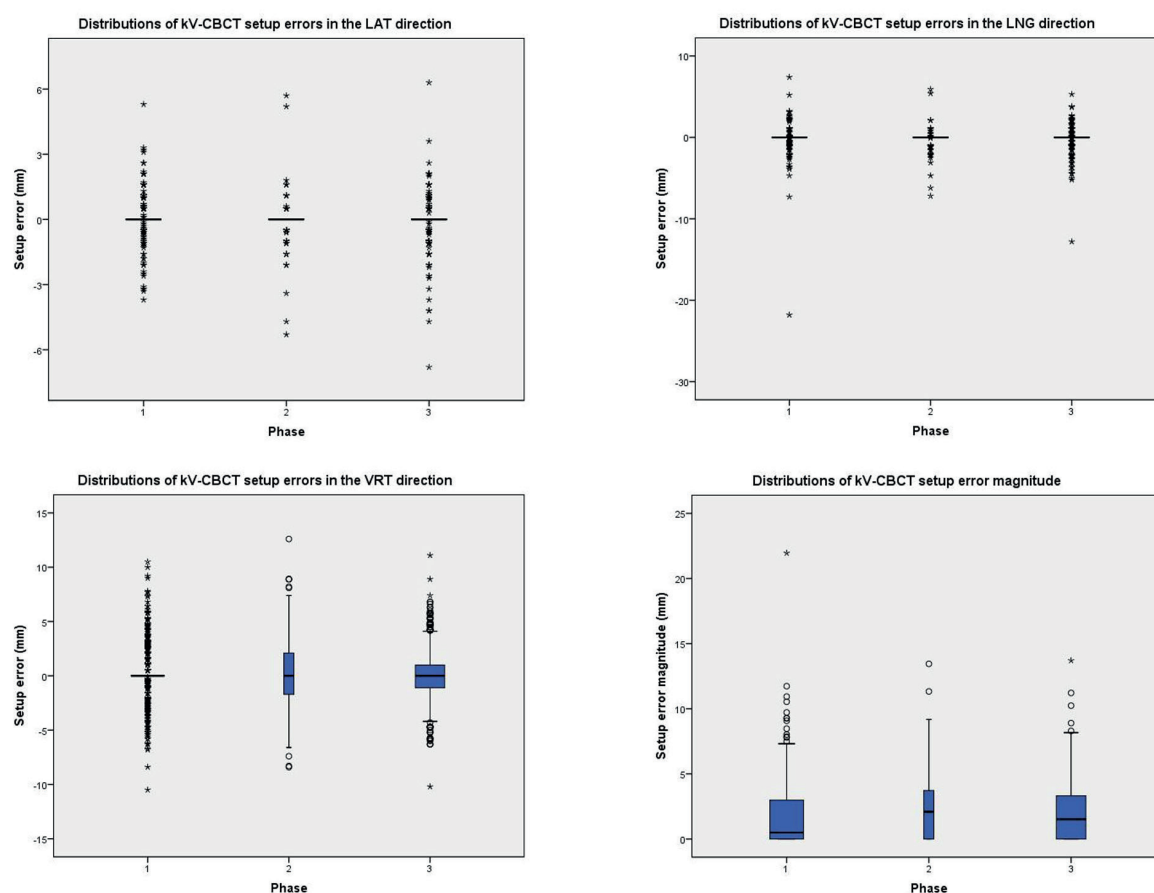 Distributions of kV-CBCT setup errors in the LAT direction
Setup error (mm)
6
3
0
-3
-6
1 2 3
Phase
Distributions of kV-CBCT setup errors in the LNG direction
Setup error (mm)
10
0
-10
-20
-30
1 2 3
Phase
Distributions of kV-CBCT setup errors in the VRT direction
Setup error (mm)
15
10
5
0
-5
-10
-15
1 2 3
Phase
Distributions of kV-CBCT setup error magnitude
Setup error magnitude (mm)
25
20
15
10
5
0
1 2 3
Phase